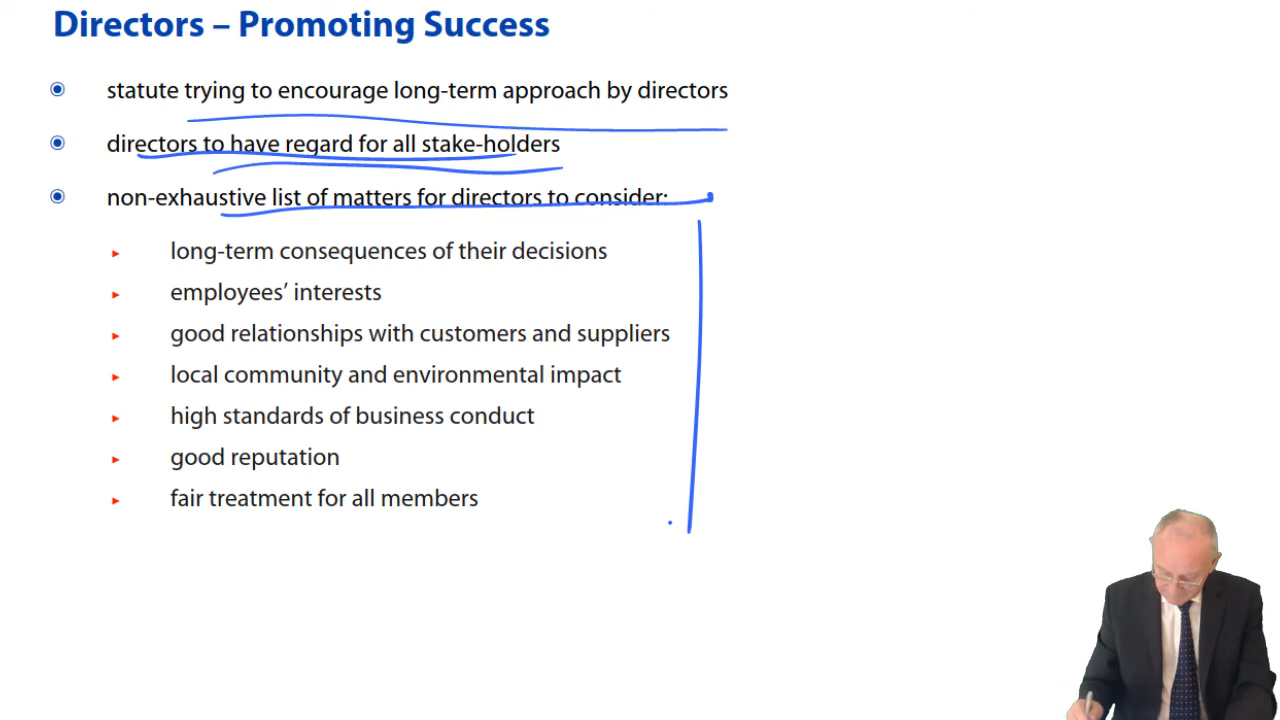 Directors – Promoting Success
statute trying to encourage long-term approach by directors
directors to have regard for all stake-holders
non-exhaustive list of matters for directors to consider:
long-term consequences of their decisions
employees’ interests
good relationships with customers and suppliers
local community and environmental impact
high standards of business conduct
good reputation
fair treatment for all members